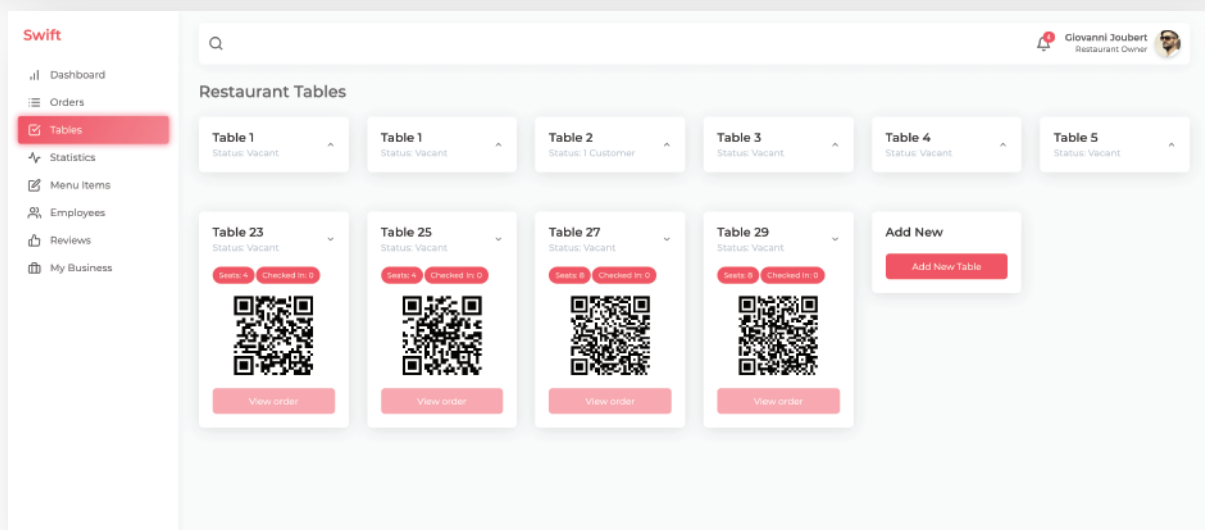 Swift
Dashboard
Orders
Tables
Statistics
Menu Items
Employees
Reviews
My Business
Giovanni Joubert
Restaurant Owner
Restaurant Tables
Table 1
Status: Vacant
Table 1
Status: Vacant
Table 2
Status: 1 Customer
Table 3
Status: Vacant
Table 4
Status: Vacant
Table 5
Status: Vacant
Table 23
Status: Vacant
Seats: 4 Checked In: 0
View order
Table 25
Status: Vacant
Seats: 4 Checked In: 0
View order
Table 27
Status: Vacant
Seats: 8 Checked In: 0
View order
Table 29
Status: Vacant
Seats: 8 Checked In: 0
View order
Add New
Add New Table